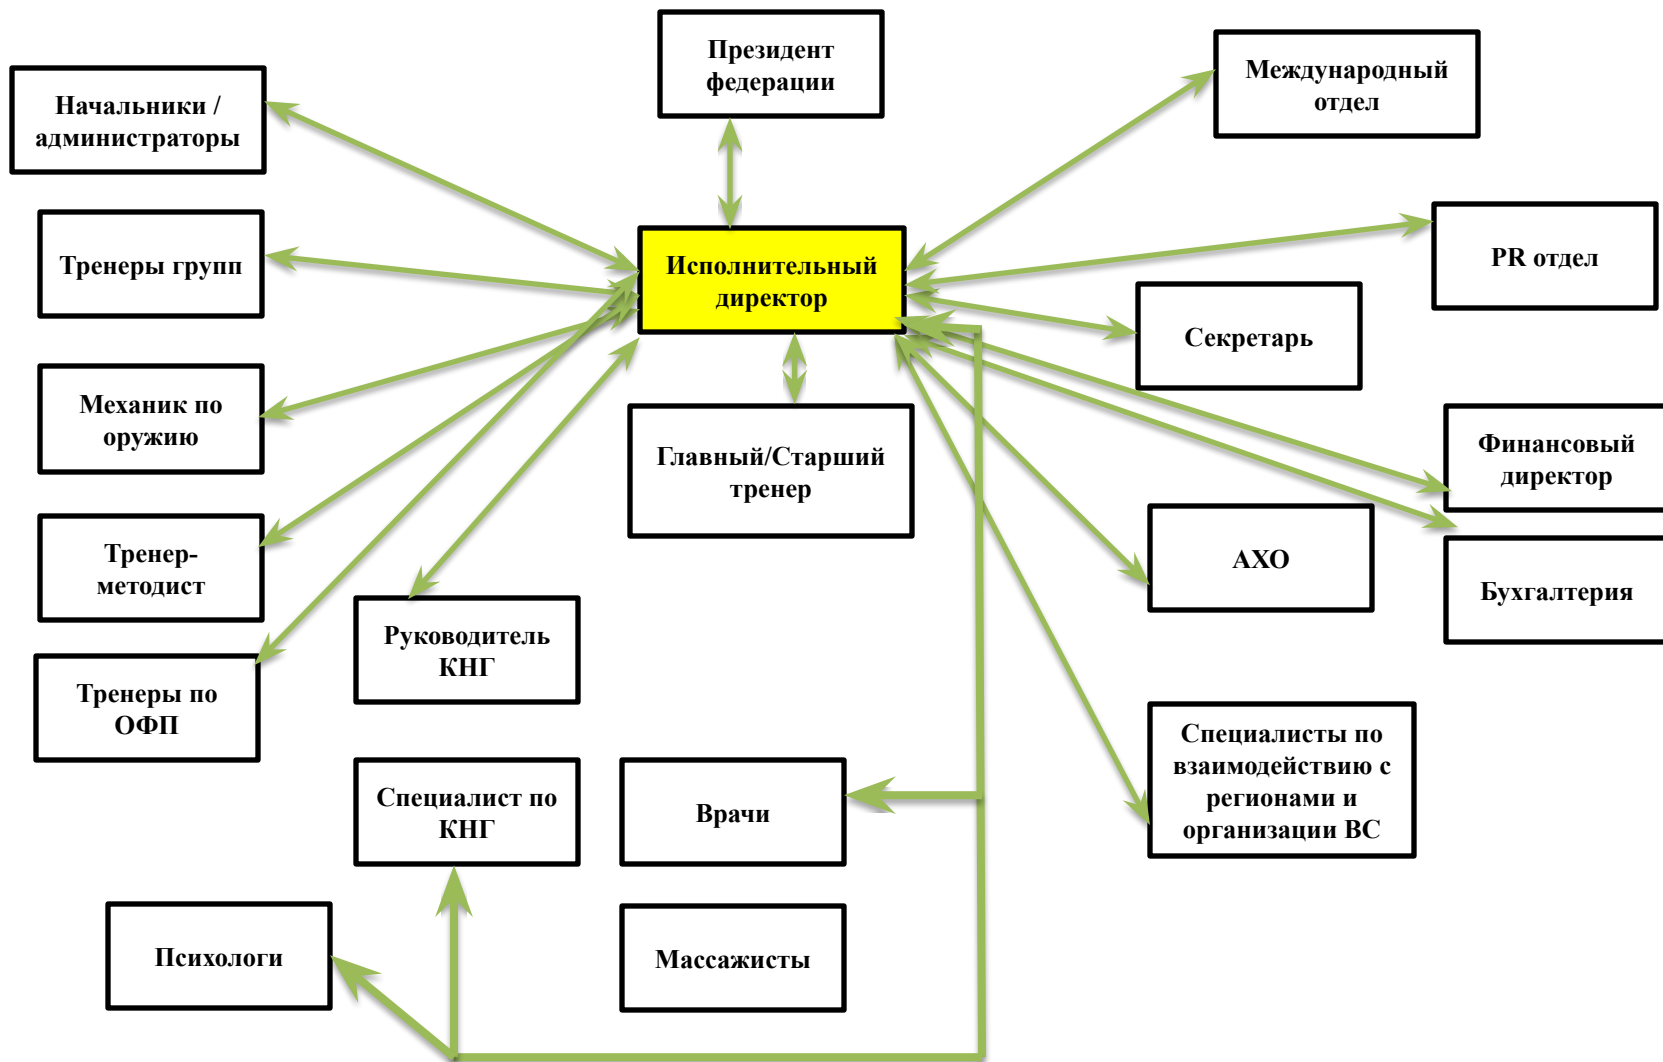 Президент
федерации
Международный
отдел
Начальники /
администраторы
Тренеры групп
Исполнительный
директор
PR отдел
Секретарь
Механик по
оружию
Главный/Старший
тренер
Финансовый
директор
Тренер-
методист
АХО
Бухгалтерия
Руководитель
КНГ
Тренеры по
ОФП
Специалисты по
взаимодействию с
регионами и
организации ВС
Специалист по
КНГ
Врачи
Психологи
Массажисты